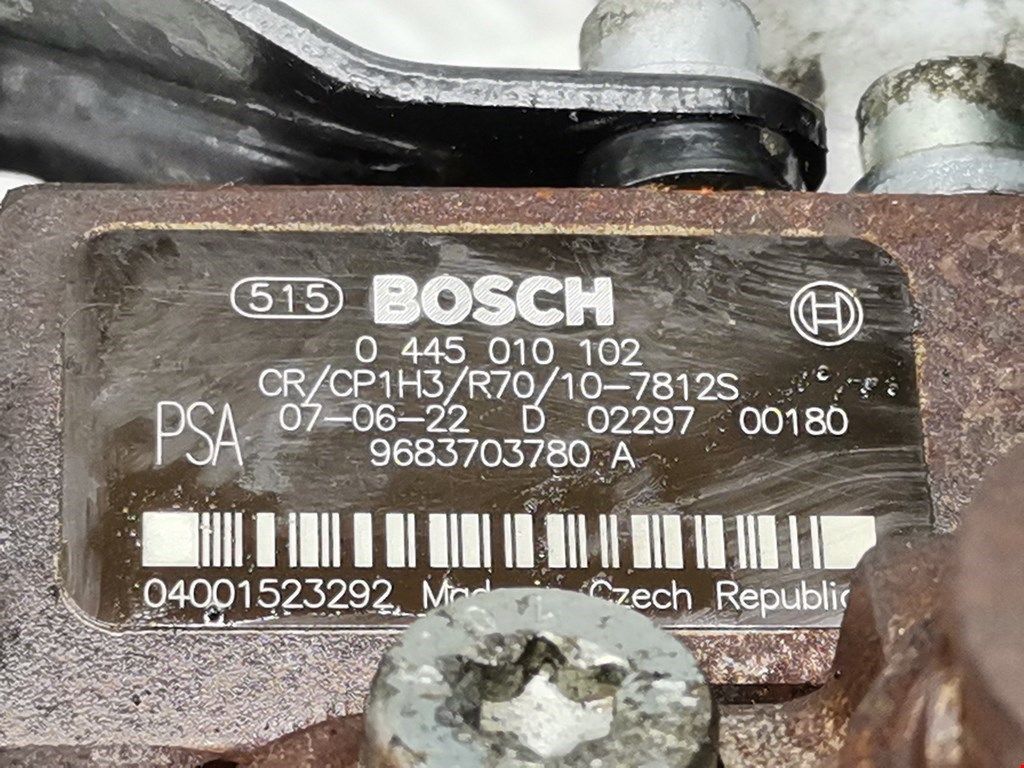 515 BOSCH
0 445 010 102
CR/CP1H3/R70/10-7812S
PSA 07-06-22 D 02297 00180
9683703780 A
04001523292 Czech Republic